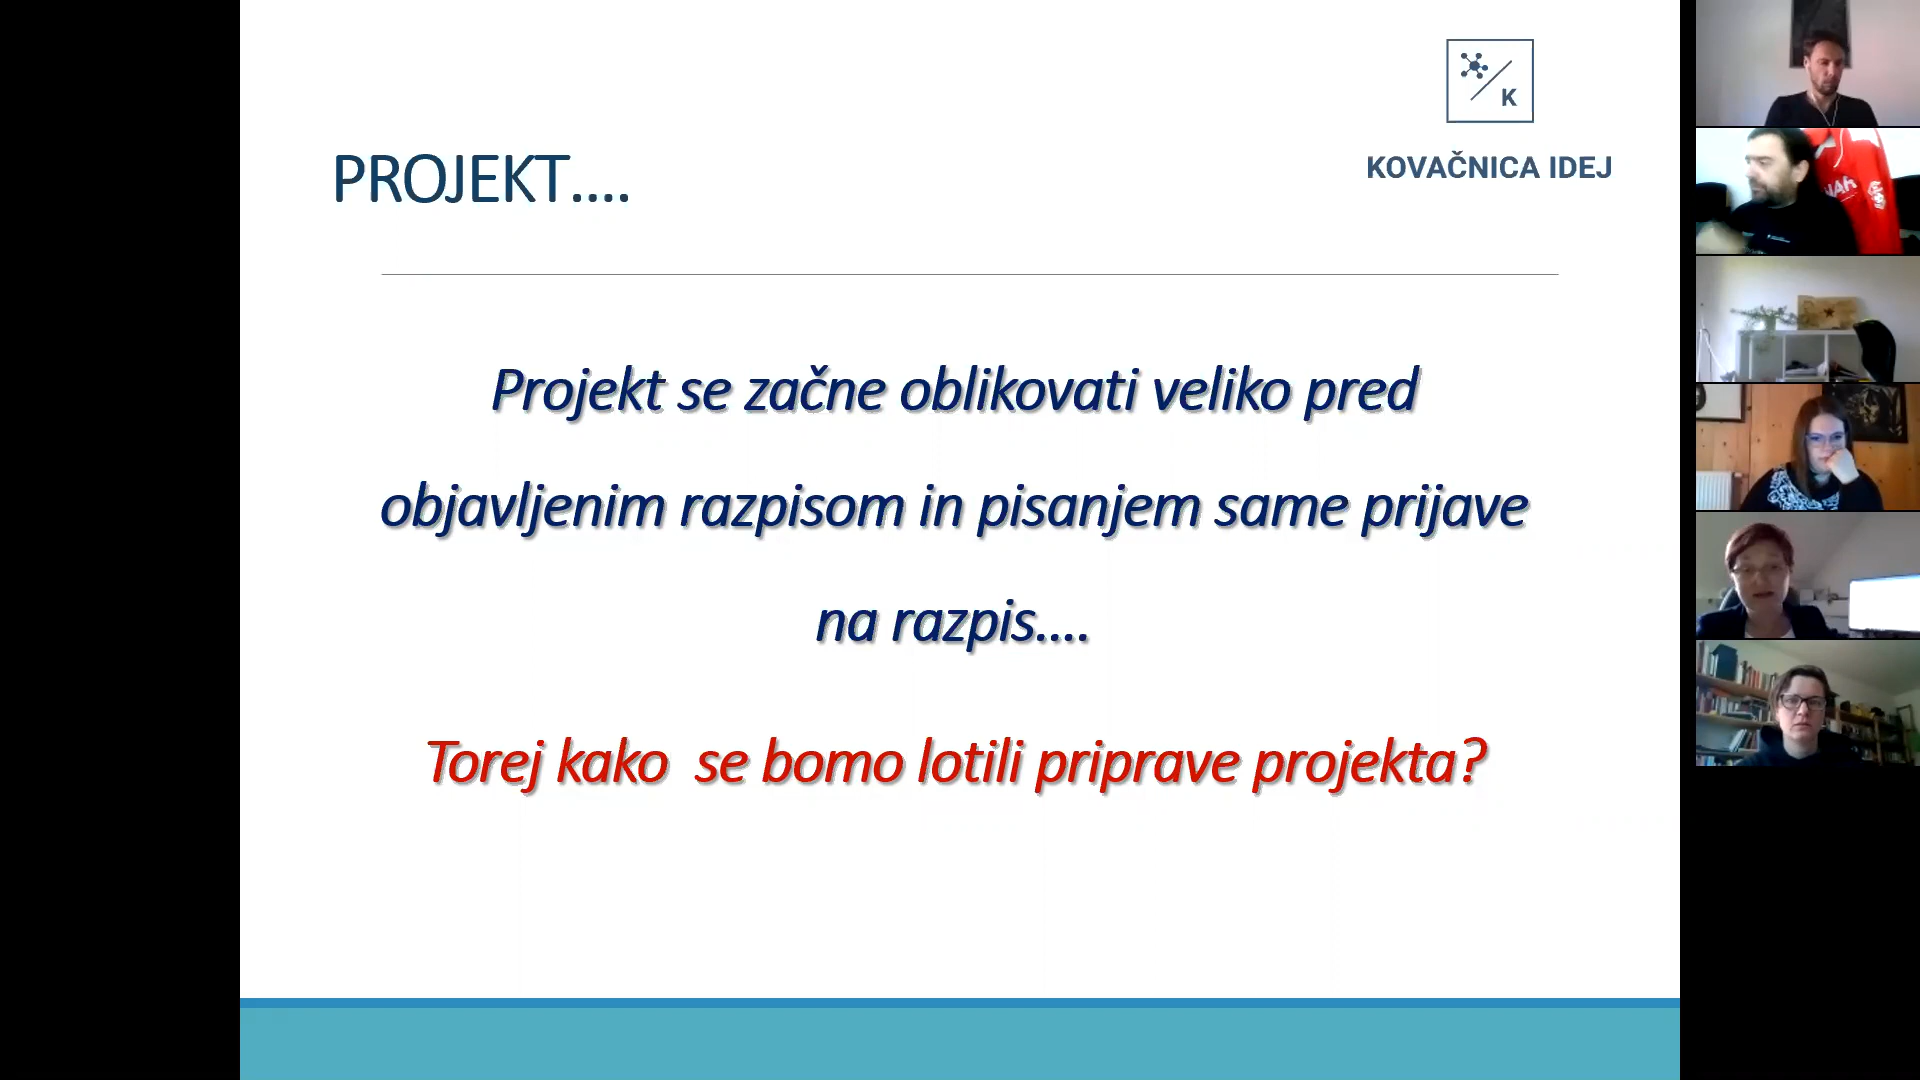 K
KOVAČNICA IDEJ
PROJEKT....
Projekt se začne oblikovati veliko pred
objavljenim razpisom in pisanjem same prijave
na razpis....
Torej kako  se bomo lotili priprave projekta?